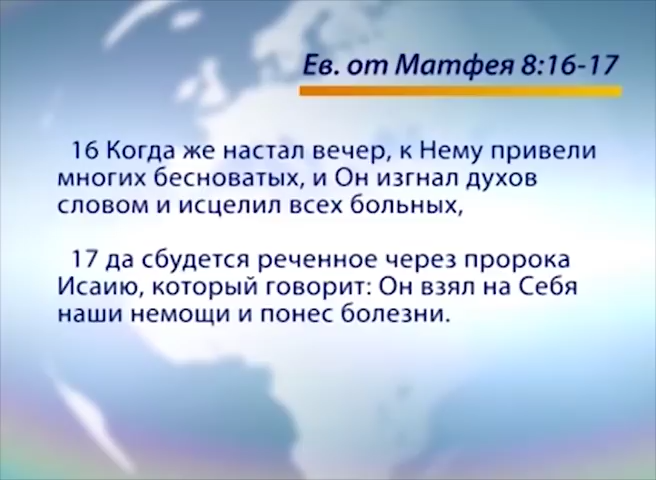 Ев. от Матфея 8:16-17
16 Когда же настал вечер, к Нему привели
многих бесноватых, и Он изгнал духов
словом и исцелил всех больных,
17 да сбудется реченное через пророка
Исаию, который говорит: Он взял на Себя
наши немощи и понес болезни.